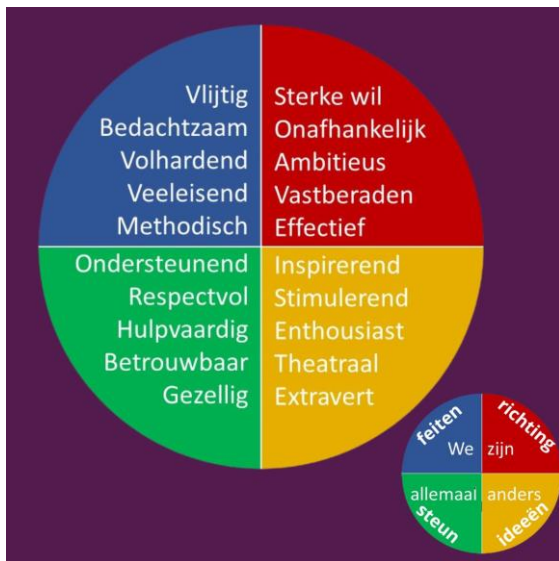 Vlijtig
Bedachtzaam
Volhardend
Veeleisend
Methodisch
Sterke wil
Onafhankelijk
Ambitieus
Vastberaden
Effectief
Ondersteunend
Respectvol
Hulpvaardig
Betrouwbaar
Gezellig
Inspirerend
Stimulerend
Enthousiast
Theatraal
Extravert
feiten
richting
We zijn
allemaal anders
steun
ideeën